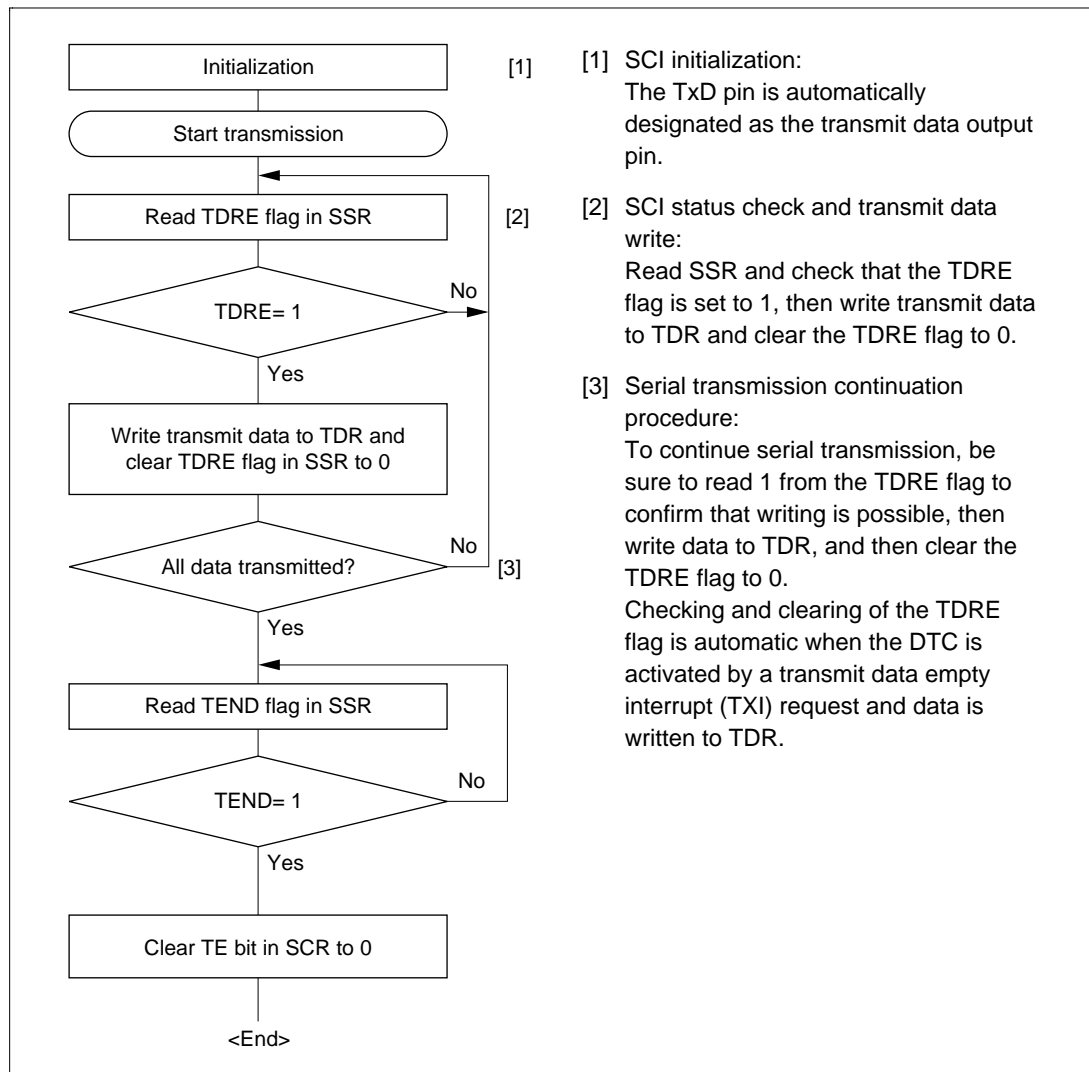 Initialization
[1]
Start transmission
Read TDRE flag in SSR
[2]
TDRE= 1
No
Yes
Write transmit data to TDR and
clear TDRE flag in SSR to 0
All data transmitted?
No
[3]
Yes
Read TEND flag in SSR
TEND= 1
No
Yes
Clear TE bit in SCR to 0
<End>
[1] SCI initialization:
The TxD pin is automatically
designated as the transmit data output
pin.
[2] SCI status check and transmit data
write:
Read SSR and check that the TDRE
flag is set to 1, then write transmit data
to TDR and clear the TDRE flag to 0.
[3] Serial transmission continuation
procedure:
To continue serial transmission, be
sure to read 1 from the TDRE flag to
confirm that writing is possible, then
write data to TDR, and then clear the
TDRE flag to 0.
Checking and clearing of the TDRE
flag is automatic when the DTC is
activated by a transmit data empty
interrupt (TXI) request and data is
written to TDR.